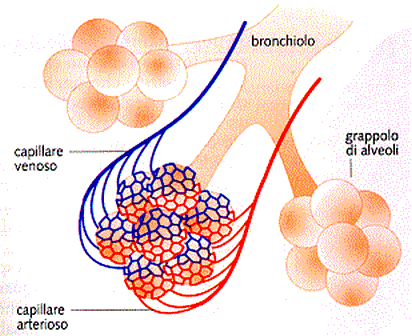 bronchiolo
grappolo
di alveoli
capillare
venoso
capillare
arterioso